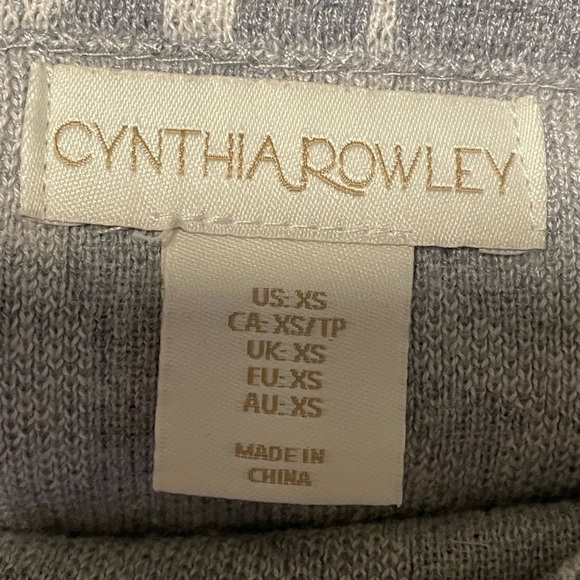 CYNTHIA ROWLEY
US: XS
CA: XS/TP
UK: XS
EU: XS
AU: XS
MADE IN
CHINA